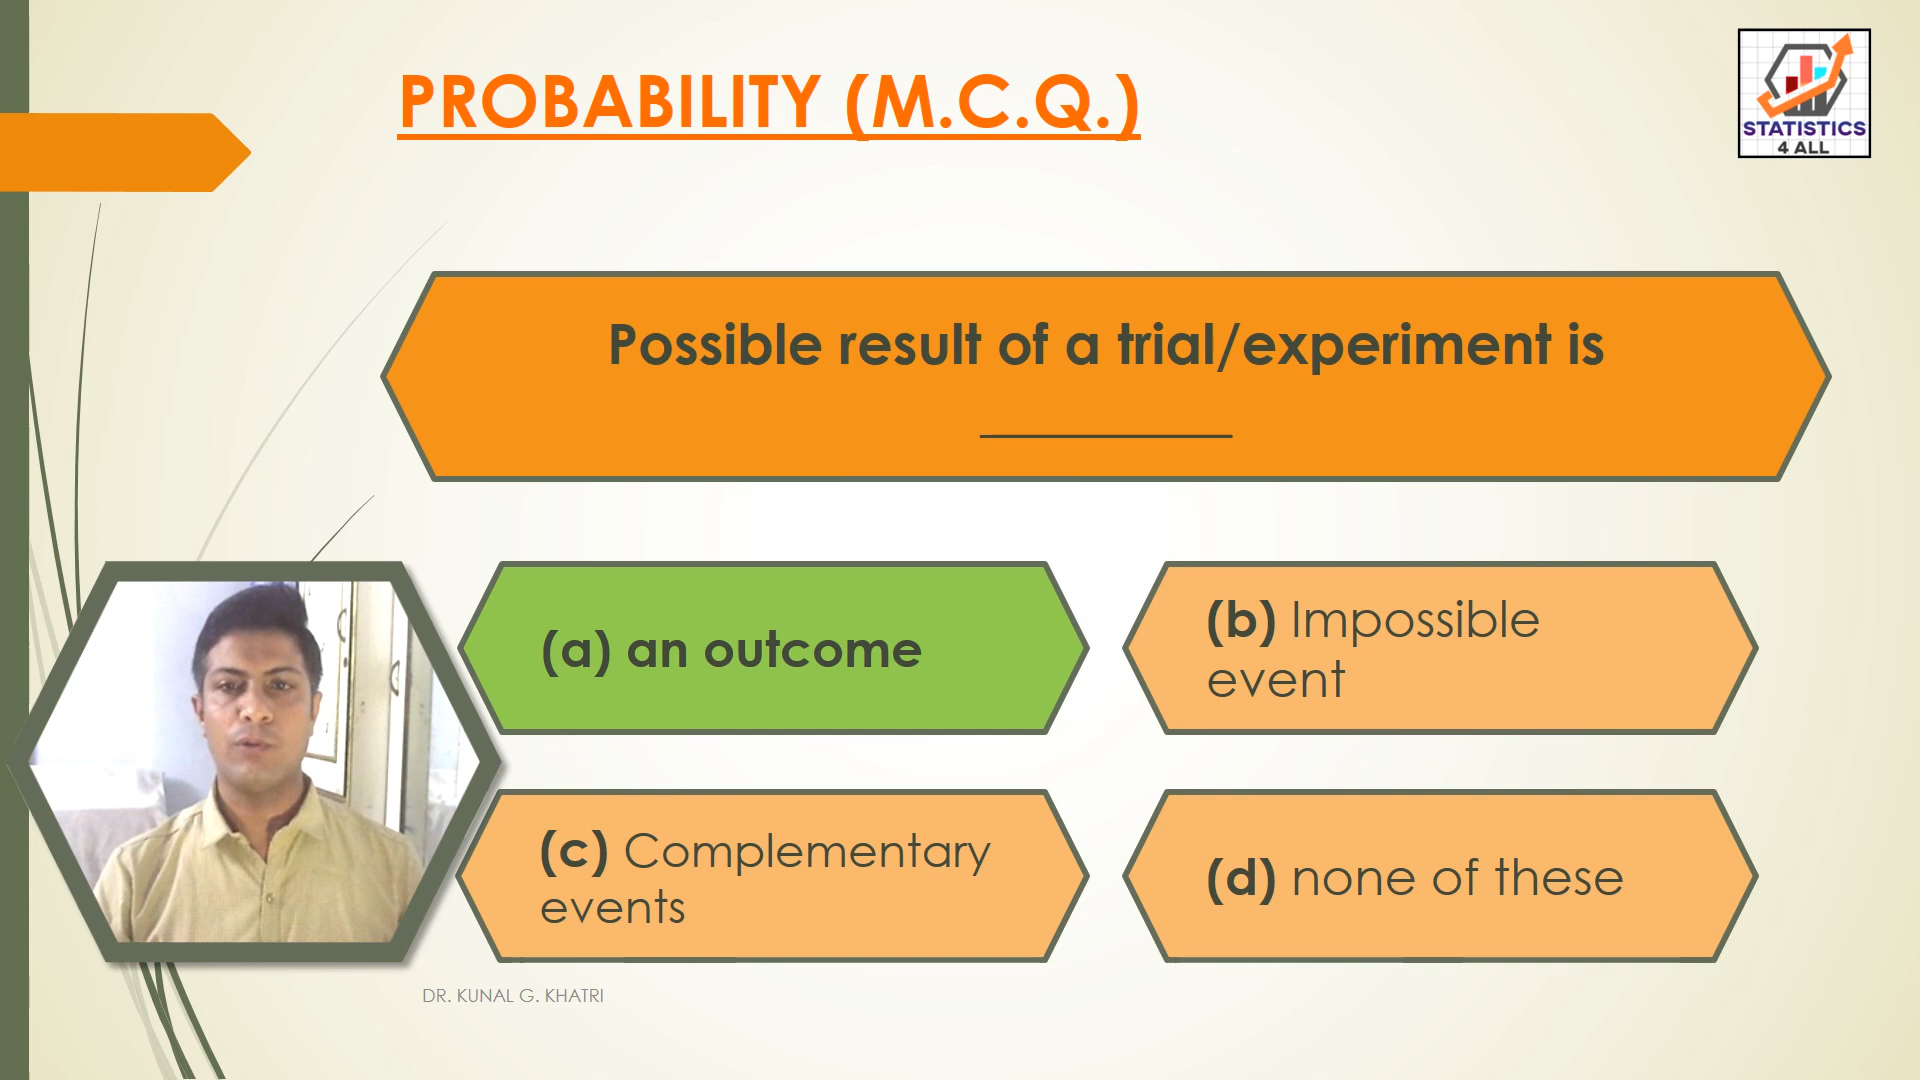 PROBABILITY (M.C.Q.)
STATISTICS
4 ALL
Possible result of a trial/experiment is
_________
(a) an outcome
(b) Impossible
event
(c) Complementary
events
(d) none of these
DR. KUNAL G. KHATRI